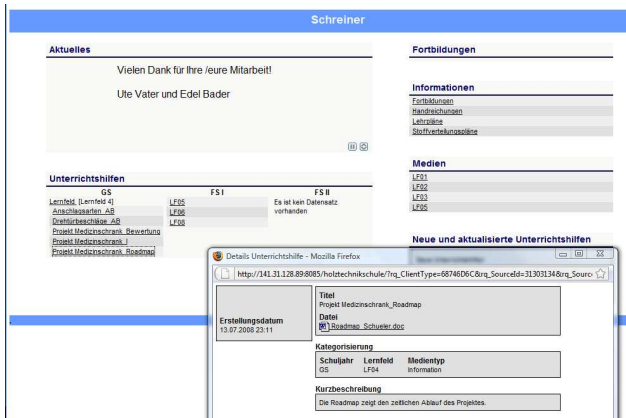 Schreiner
Aktuelles
Vielen Dank für Ihre /eure Mitarbeit!
Ute Vater und Edel Bader
Unterrichtshilfen
GS FS I FS II
Lernfeld [Lernfeld 4] LF05 Es ist kein Datensatz
Anschlagsarten_AB LF06 vorhanden
Drehtürbeschläge_AB LF08
Projekt Medizinschrank_Bewertung
Projekt Medizinschrank_I
Projekt Medizinschrank_Roadmap
Fortbildungen
Informationen
Fortbildungen
Handreichungen
Lehrpläne
Stoffverteilungspläne
Medien
LF01
LF02
LF03
LF05
Neue und aktualisierte Unterrichtshilfen
Details Unterrichtshilfe - Mozilla Firefox
http://141.31.128.89:8085/holztechnikschule/?rq_ClientType=68746D6C&rq_SourceId=31303134&rq_Sourc
Erstellungsdatum
13.07.2008 23:11
Titel
Projekt Medizinschrank_Roadmap
Datei
Roadmap_Schueler.doc
Kategorisierung
Schuljahr Lernfeld Medientyp
GS LF04 Information
Kurzbeschreibung
Die Roadmap zeigt den zeitlichen Ablauf des Projektes.